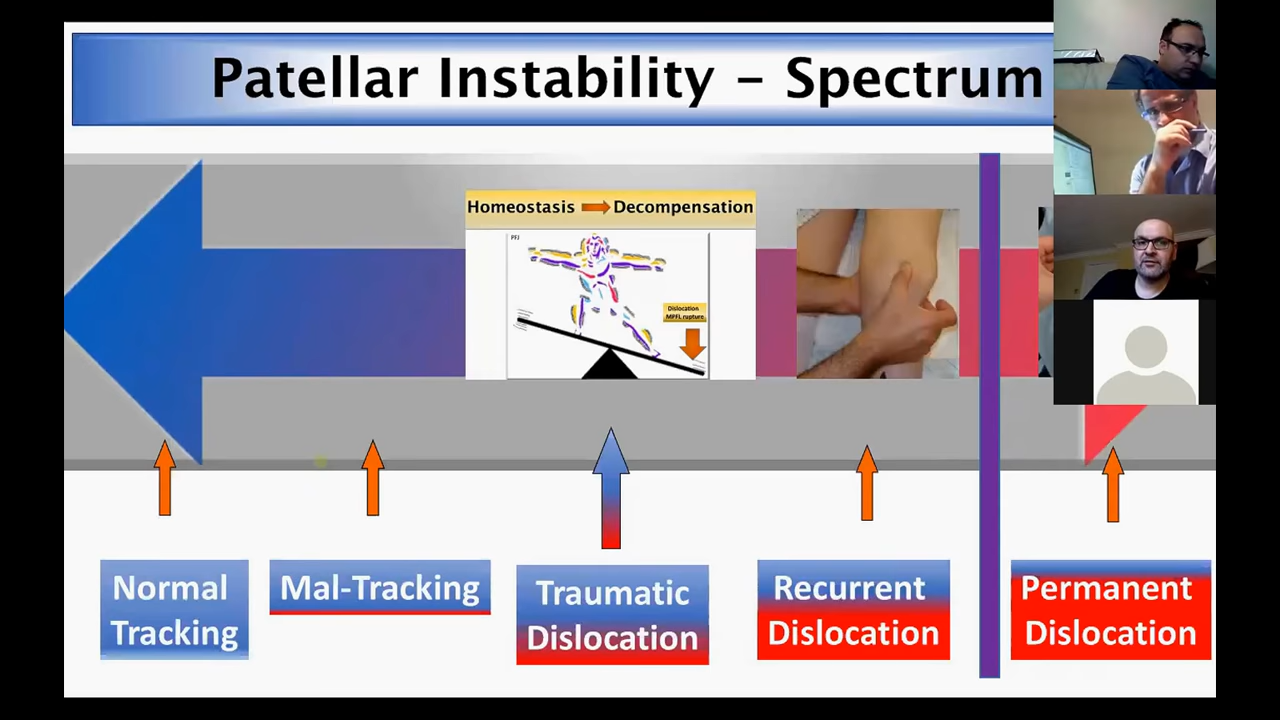 Patellar Instability – Spectrum
Homeostasis Decompensation
PFJ
Dislocation
MPFL rupture
Normal
Tracking
Mal-Tracking
Traumatic
Dislocation
Recurrent
Dislocation
Permanent
Dislocation